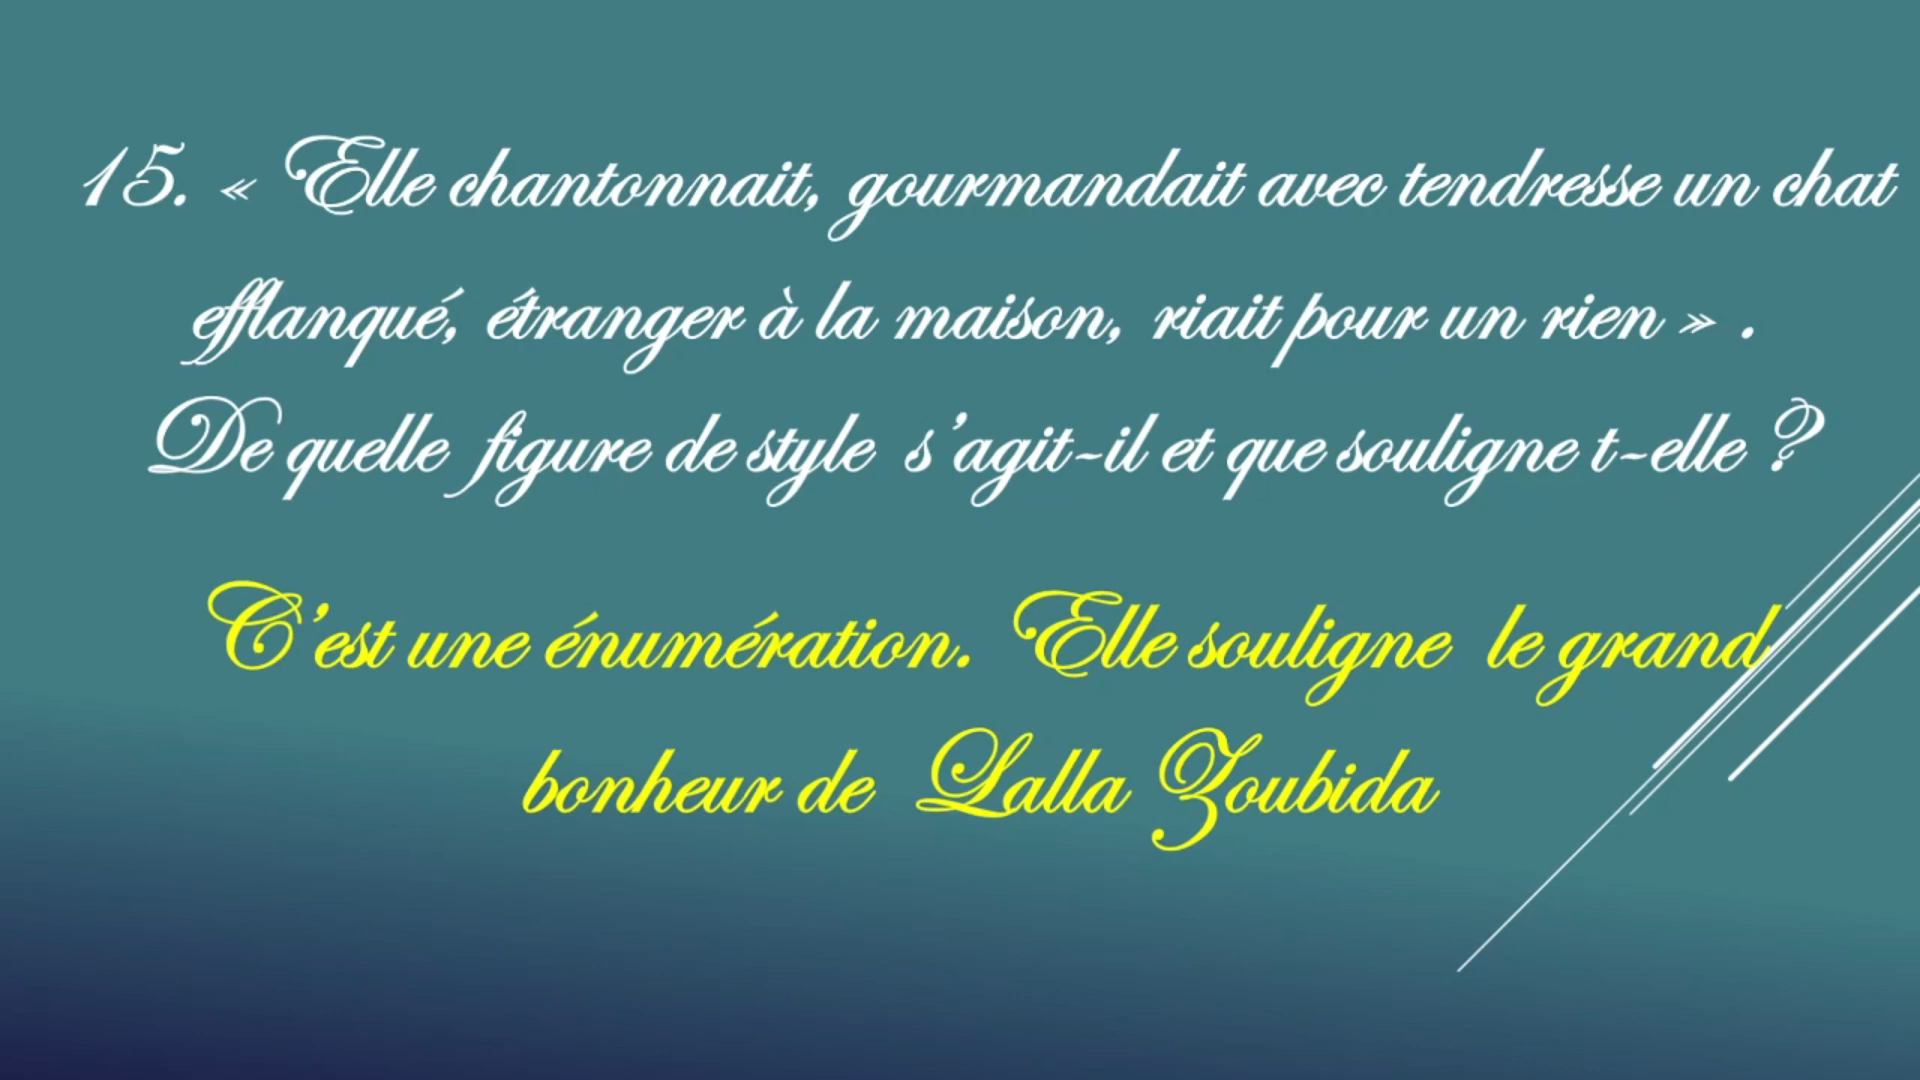 15. « Elle chantonnait, gourmandait avec tendresse un chat
efflanqué, étranger à la maison, riait pour un rien » .
De quelle figure de style s'agit-il et que souligne t-elle ?
C'est une énumération. Elle souligne le grand
bonheur de Lalla Zoubida